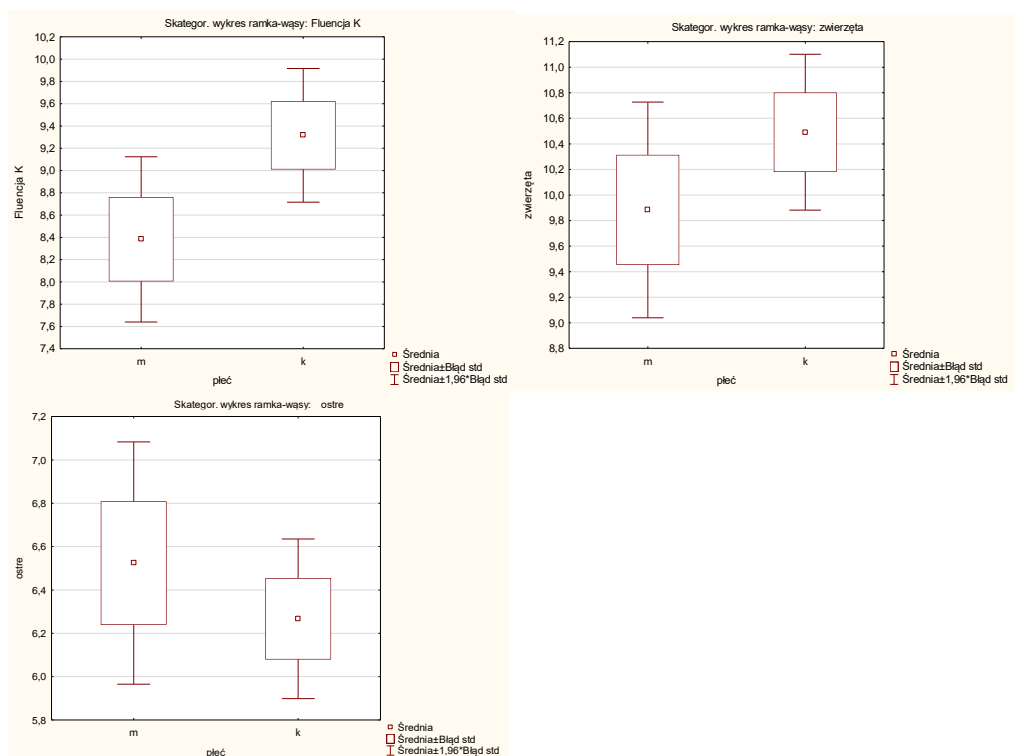 Skategor. wykres ramka-wąsy: Fluencja K
10,2
10,0
9,8
9,6
9,4
9,2
9,0
8,8
8,6
8,4
8,2
8,0
7,8
7,6
7,4
Fluencja K
m
k
płeć
Średnia
Średnia±Błąd std
Średnia±1,96*Błąd std
Skategor. wykres ramka-wąsy: zwierzęta
11,2
11,0
10,8
10,6
10,4
10,2
10,0
9,8
9,6
9,4
9,2
9,0
8,8
zwierzęta
m
k
płeć
Średnia
Średnia±Błąd std
Średnia±1,96*Błąd std
Skategor. wykres ramka-wąsy: ostre
7,2
7,0
6,8
6,6
6,4
6,2
6,0
5,8
ostre
m
k
płeć
Średnia
Średnia±Błąd std
Średnia±1,96*Błąd std